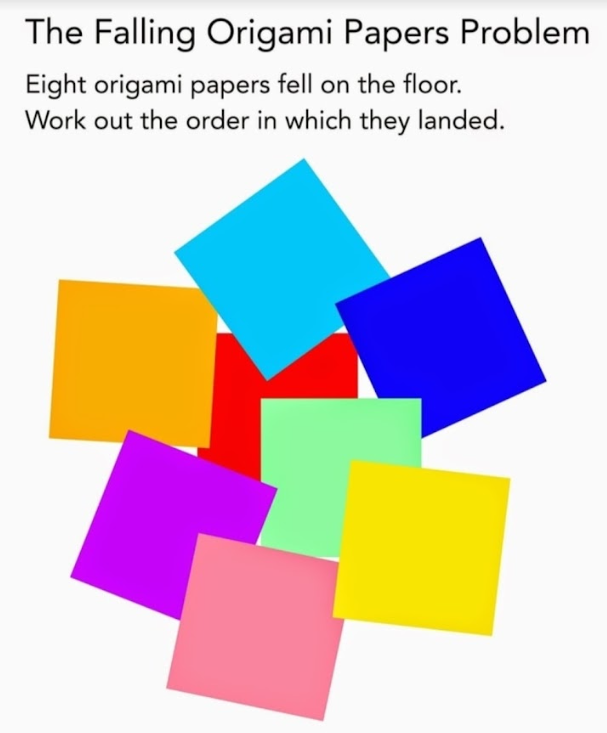 The Falling Origami Papers Problem
Eight origami papers fell on the floor.
Work out the order in which they landed.